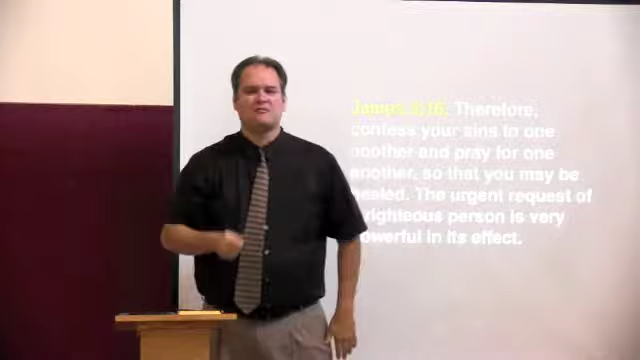 James 5:16. Therefore,
confess your sins to one
another and pray for one
another, so that you may be
healed. The urgent request of
righteous person is very
powerful in its effect.